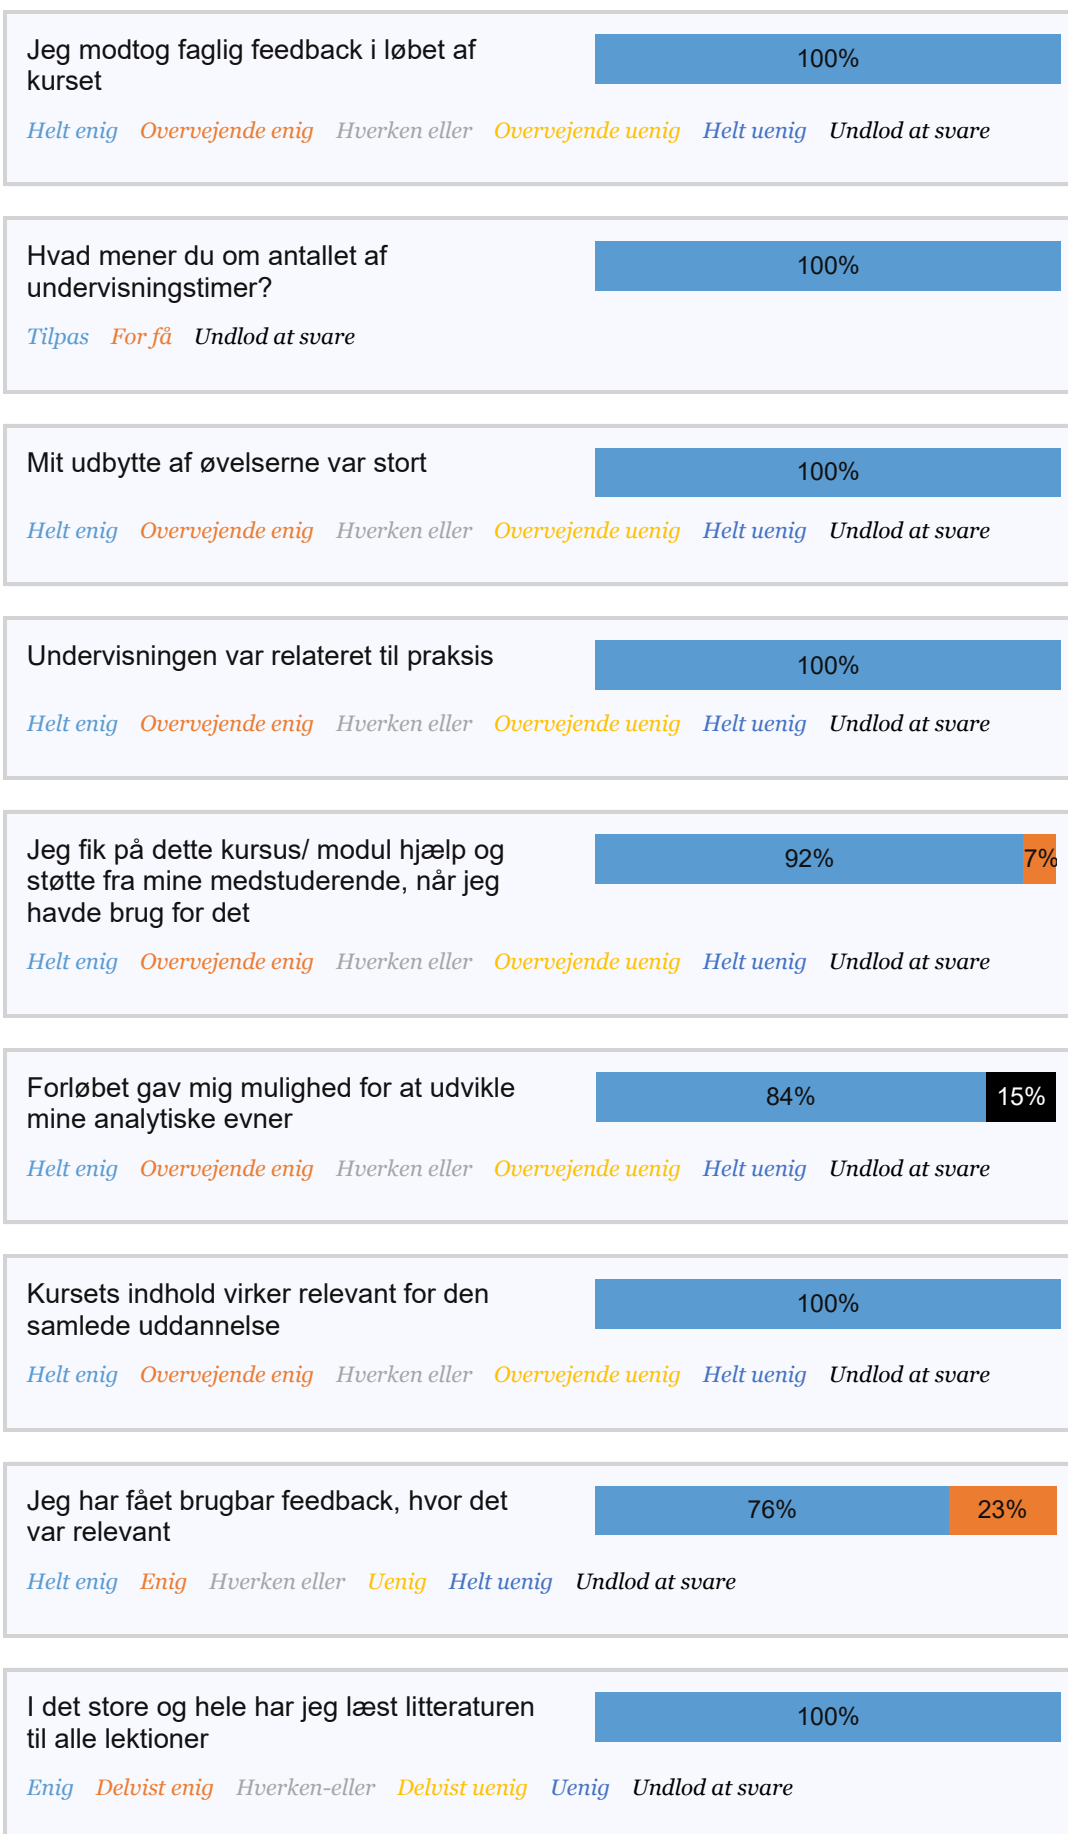 Jeg modtog faglig feedback i løbet af
kurset
100%
Helt enig Overvejende enig Hverken eller Overvejende uenig Helt uenig Undlod at svare
Hvad mener du om antallet af
undervisningstimer?
100%
Tilpas For få Undlod at svare
Mit udbytte af øvelserne var stort
100%
Helt enig Overvejende enig Hverken eller Overvejende uenig Helt uenig Undlod at svare
Undervisningen var relateret til praksis
100%
Helt enig Overvejende enig Hverken eller Overvejende uenig Helt uenig Undlod at svare
Jeg fik på dette kursus/ modul hjælp og
støtte fra mine medstuderende, når jeg
havde brug for det
92% 7%
Helt enig Overvejende enig Hverken eller Overvejende uenig Helt uenig Undlod at svare
Forløbet gav mig mulighed for at udvikle
mine analytiske evner
84% 15%
Helt enig Overvejende enig Hverken eller Overvejende uenig Helt uenig Undlod at svare
Kursets indhold virker relevant for den
samlede uddannelse
100%
Helt enig Overvejende enig Hverken eller Overvejende uenig Helt uenig Undlod at svare
Jeg har fået brugbar feedback, hvor det
var relevant
76% 23%
Helt enig Enig Hverken eller Uenig Helt uenig Undlod at svare
I det store og hele har jeg læst litteraturen
til alle lektioner
100%
Enig Delvist enig Hverken-eller Delvist uenig Uenig Undlod at svare